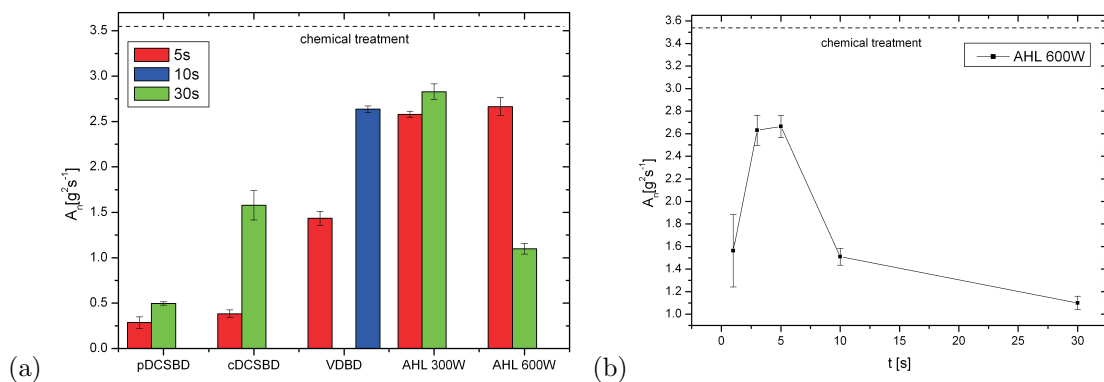 3.5
3.0
2.5
2.0
1.5
1.0
0.5
0.0
Aₙ[g²s⁻¹]
chemical treatment
5s
10s
30s
pDCSBD cDCSBD VDBD AHL 300W AHL 600W
(a)
3.6
3.4
3.2
3.0
2.8
2.6
2.4
2.2
2.0
1.8
1.6
1.4
1.2
1.0
Aₙ[g²s⁻¹]
chemical treatment
AHL 600W
0 5 10 15 20 25 30
t [s]
(b)